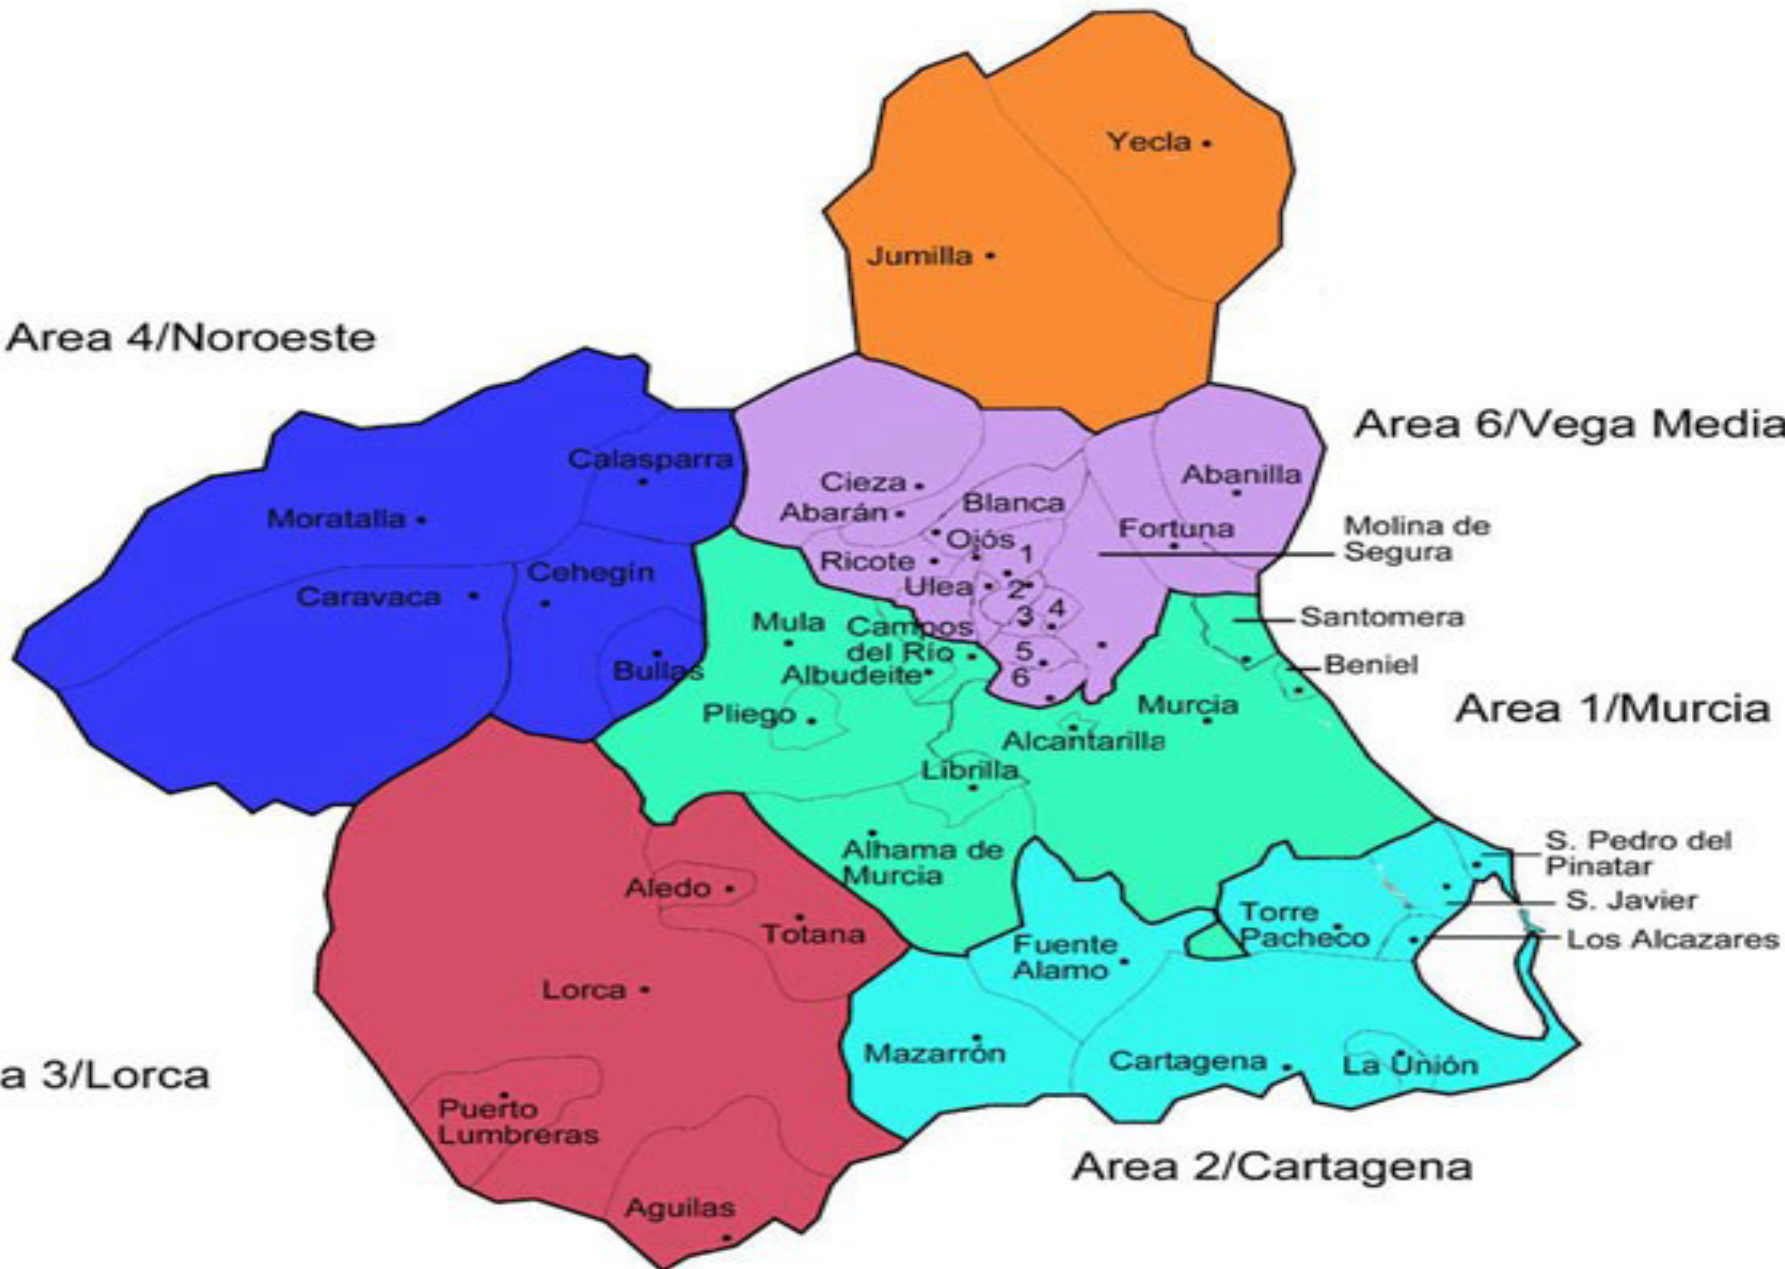 Yecla
Jumilla
Area 4/Noroeste
Area 6/Vega Media
Calasparra
Moratalla
Cehegín
Caravaca
Bullas
Cieza
Abarán
Blanca
Abanilla
Fortuna
Ojós
1
Ricote
Ulea
2
3
4
5
6
Molina de
Segura
Santomera
Beniel
Mula
Campos
del Río
Albudeite
Pliego
Murcia
Alcantarilla
Librilla
Area 1/Murcia
Alhama de
Murcia
S. Pedro del
Pinatar
S. Javier
Los Alcazares
Aledo
Totana
Torre
Pacheco
Fuente
Alamo
Lorca
Mazarrón
Cartagena
La Unión
a 3/Lorca
Puerto
Lumbreras
Aguilas
Area 2/Cartagena